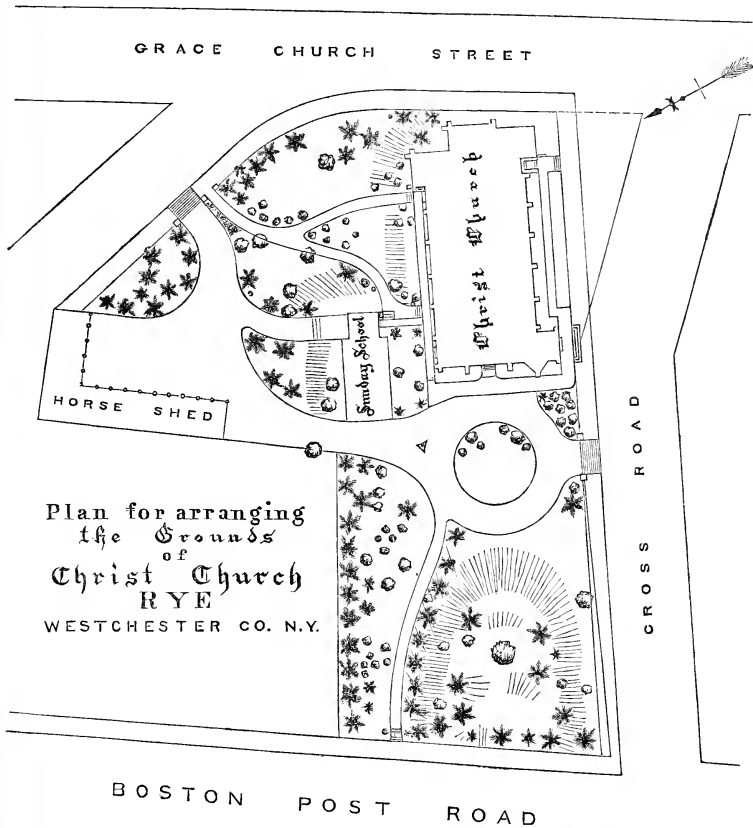 GRACE CHURCH STREET
Christ Church
Sunday School
HORSE SHED
CROSS ROAD
Plan for arranging
the Grounds
of
Christ Church
RYE
WESTCHESTER CO. N.Y.
BOSTON POST ROAD